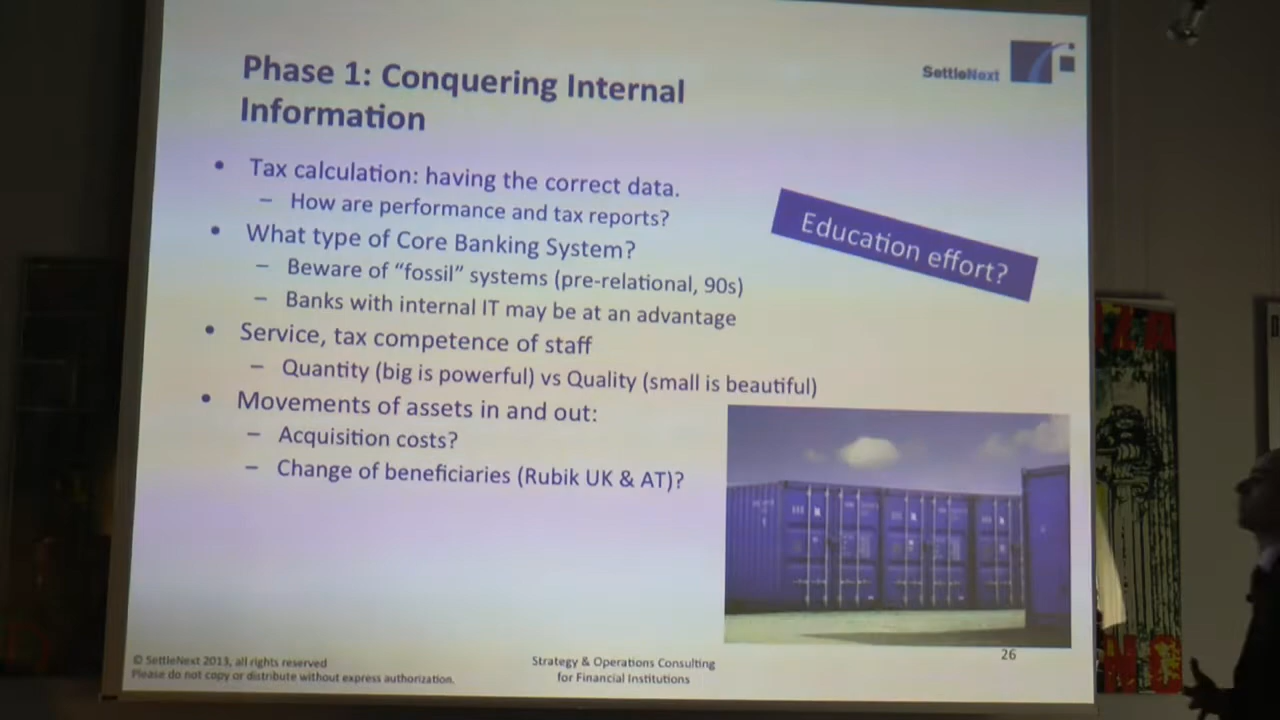 Phase 1: Conquering Internal
Information
SettleNext
• Tax calculation: having the correct data.
– How are performance and tax reports?
• What type of Core Banking System?
– Beware of “fossil” systems (pre-relational, 90s)
– Banks with internal IT may be at an advantage
• Service, tax competence of staff
– Quantity (big is powerful) vs Quality (small is beautiful)
• Movements of assets in and out:
– Acquisition costs?
– Change of beneficiaries (Rubik UK & AT)?
Education effort?
© SettleNext 2013, all rights reserved
Please do not copy or distribute without express authorization.
Strategy & Operations Consulting
for Financial Institutions
26